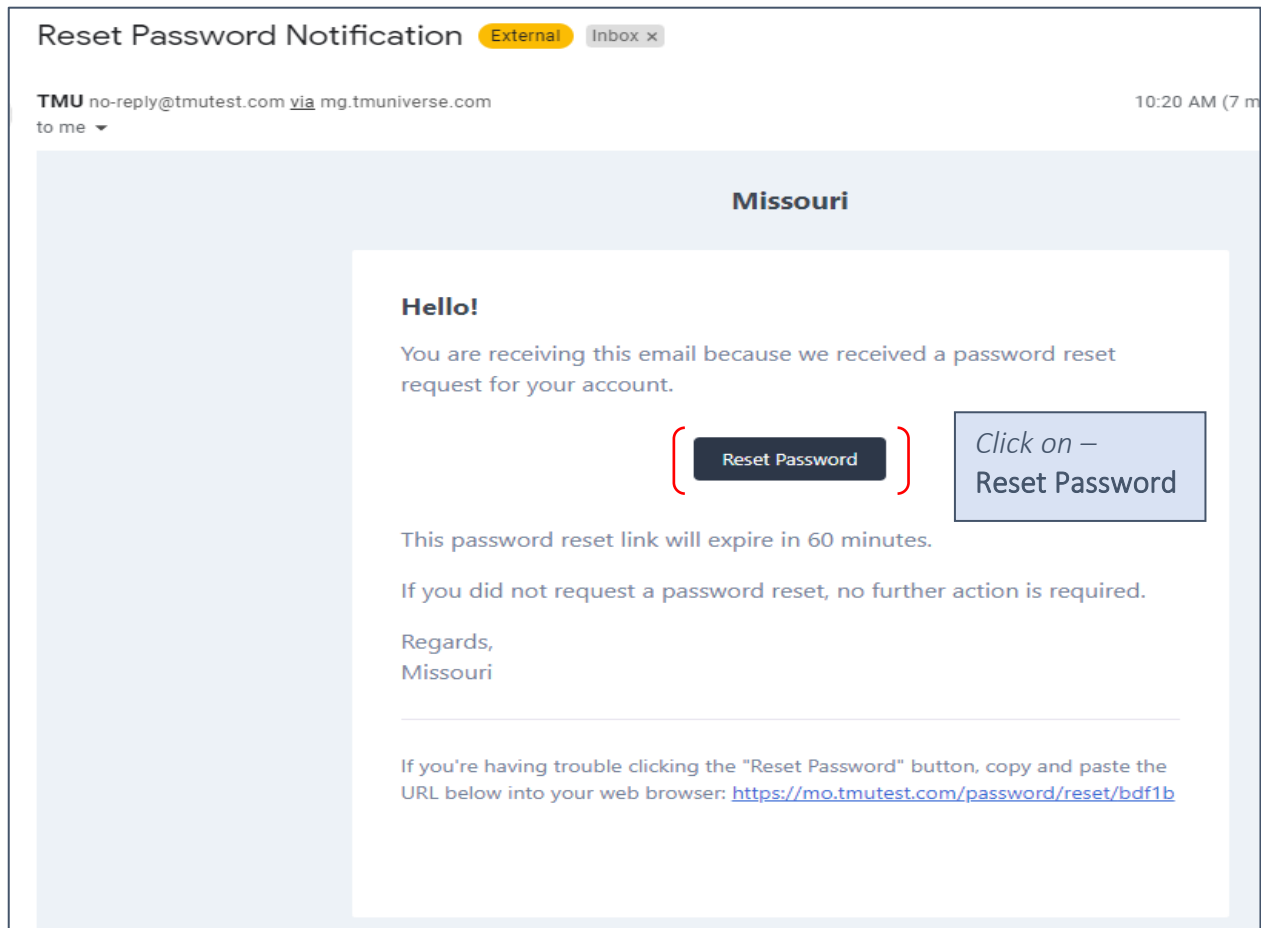 Reset Password Notification External Inbox ×
TMU no-reply@tmutest.com via mg.tmuniverse.com 10:20 AM (7 m
to me
Missouri
Hello!
You are receiving this email because we received a password reset
request for your account.
Reset Password
Click on –
Reset Password
This password reset link will expire in 60 minutes.
If you did not request a password reset, no further action is required.
Regards,
Missouri
If you're having trouble clicking the "Reset Password" button, copy and paste the
URL below into your web browser: https://mo.tmutest.com/password/reset/bdf1b